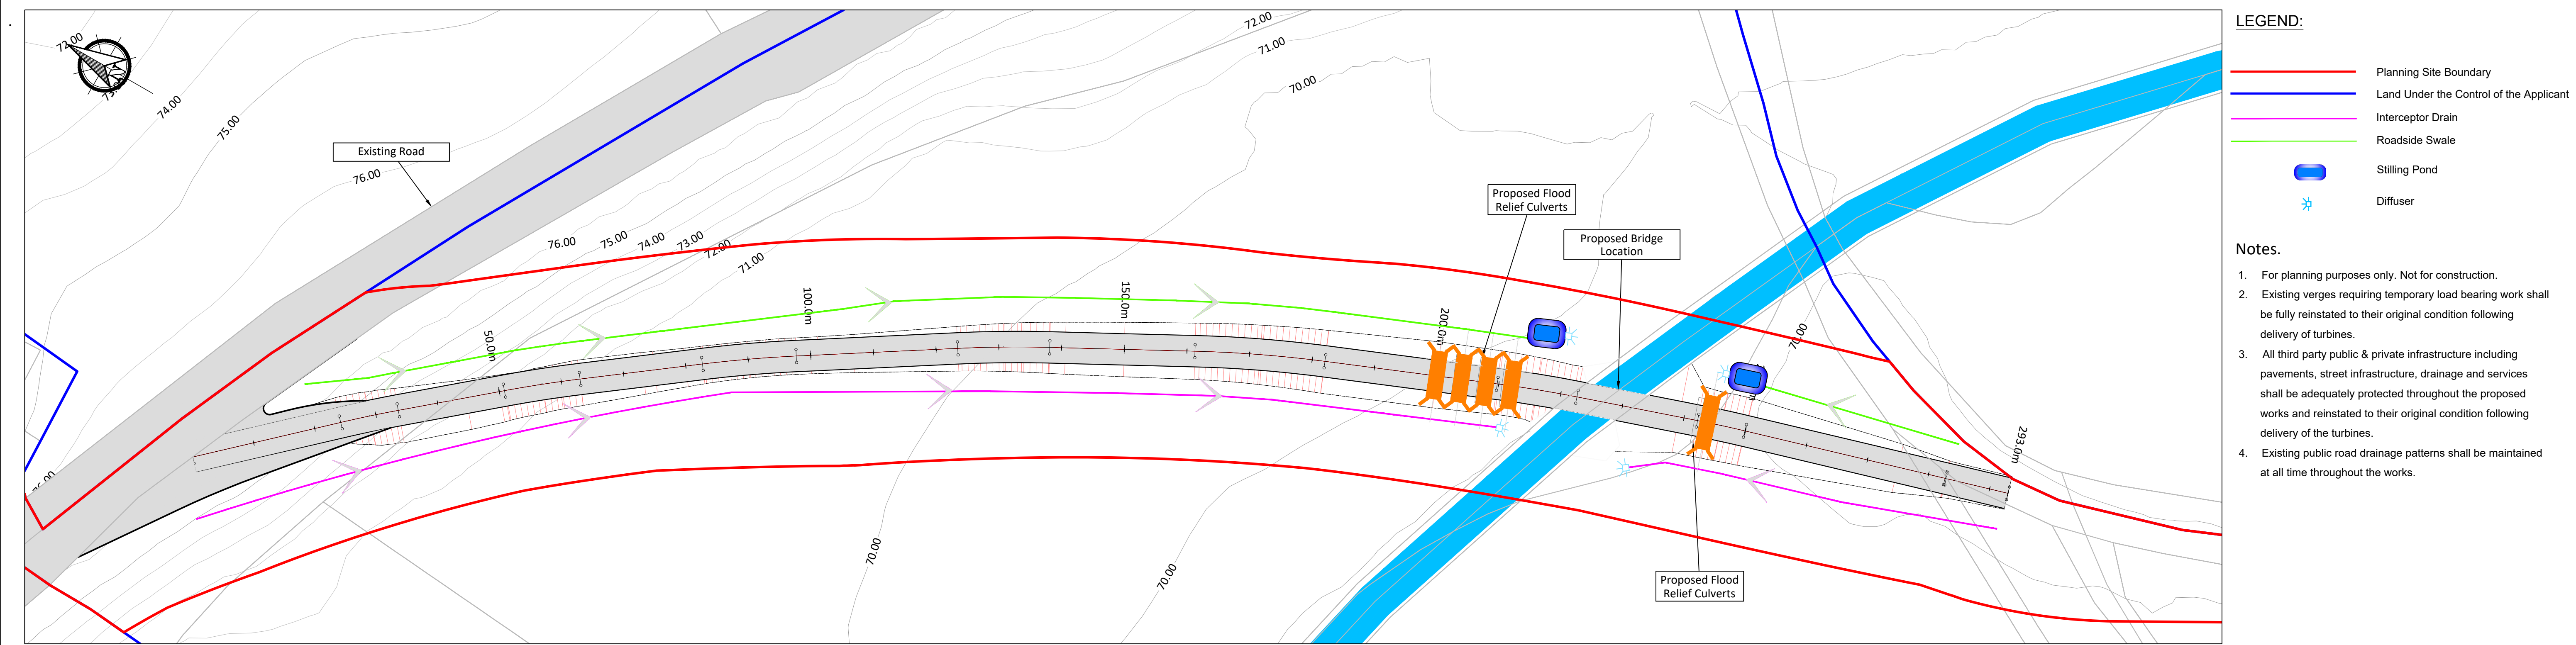 72.00
73.00
74.00
75.00
76.00
Existing Road
72.00
71.00
70.00
76.00
75.00
74.00
73.00
72.00
71.00
50.0m
100.0m
150.0m
200.0m
Proposed Flood
Relief Culverts
Proposed Bridge
Location
70.00
293.0m
76.00
70.00
70.00
Proposed Flood
Relief Culverts
LEGEND:
Planning Site Boundary
Land Under the Control of the Applicant
Interceptor Drain
Roadside Swale
Stilling Pond
Diffuser
Notes.
1. For planning purposes only. Not for construction.
2. Existing verges requiring temporary load bearing work shall
be fully reinstated to their original condition following
delivery of turbines.
3. All third party public & private infrastructure including
pavements, street infrastructure, drainage and services
shall be adequately protected throughout the proposed
works and reinstated to their original condition following
delivery of the turbines.
4. Existing public road drainage patterns shall be maintained
at all time throughout the works.